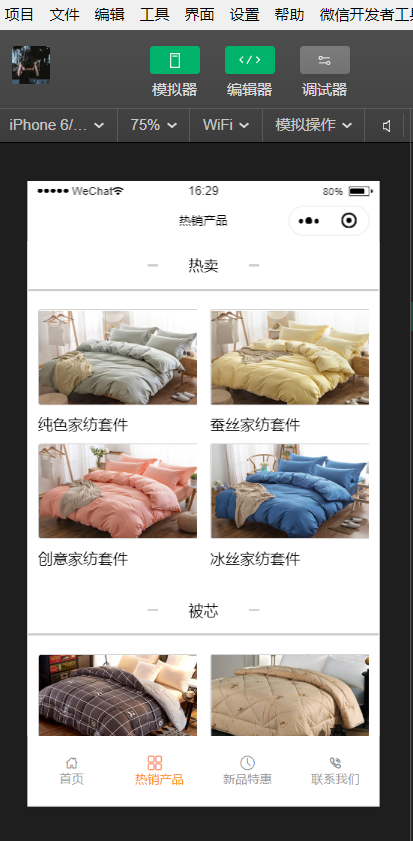 项目 文件 编辑 工具 界面 设置 帮助 微信开发者工具
模拟器 编辑器 调试器
iPhone 6/... 75% WiFi 模拟操作
WeChat 16:29 80%
热销产品
热卖
纯色家纺套件 蚕丝家纺套件
创意家纺套件 冰丝家纺套件
被芯
首页 热销产品 新品特惠 联系我们